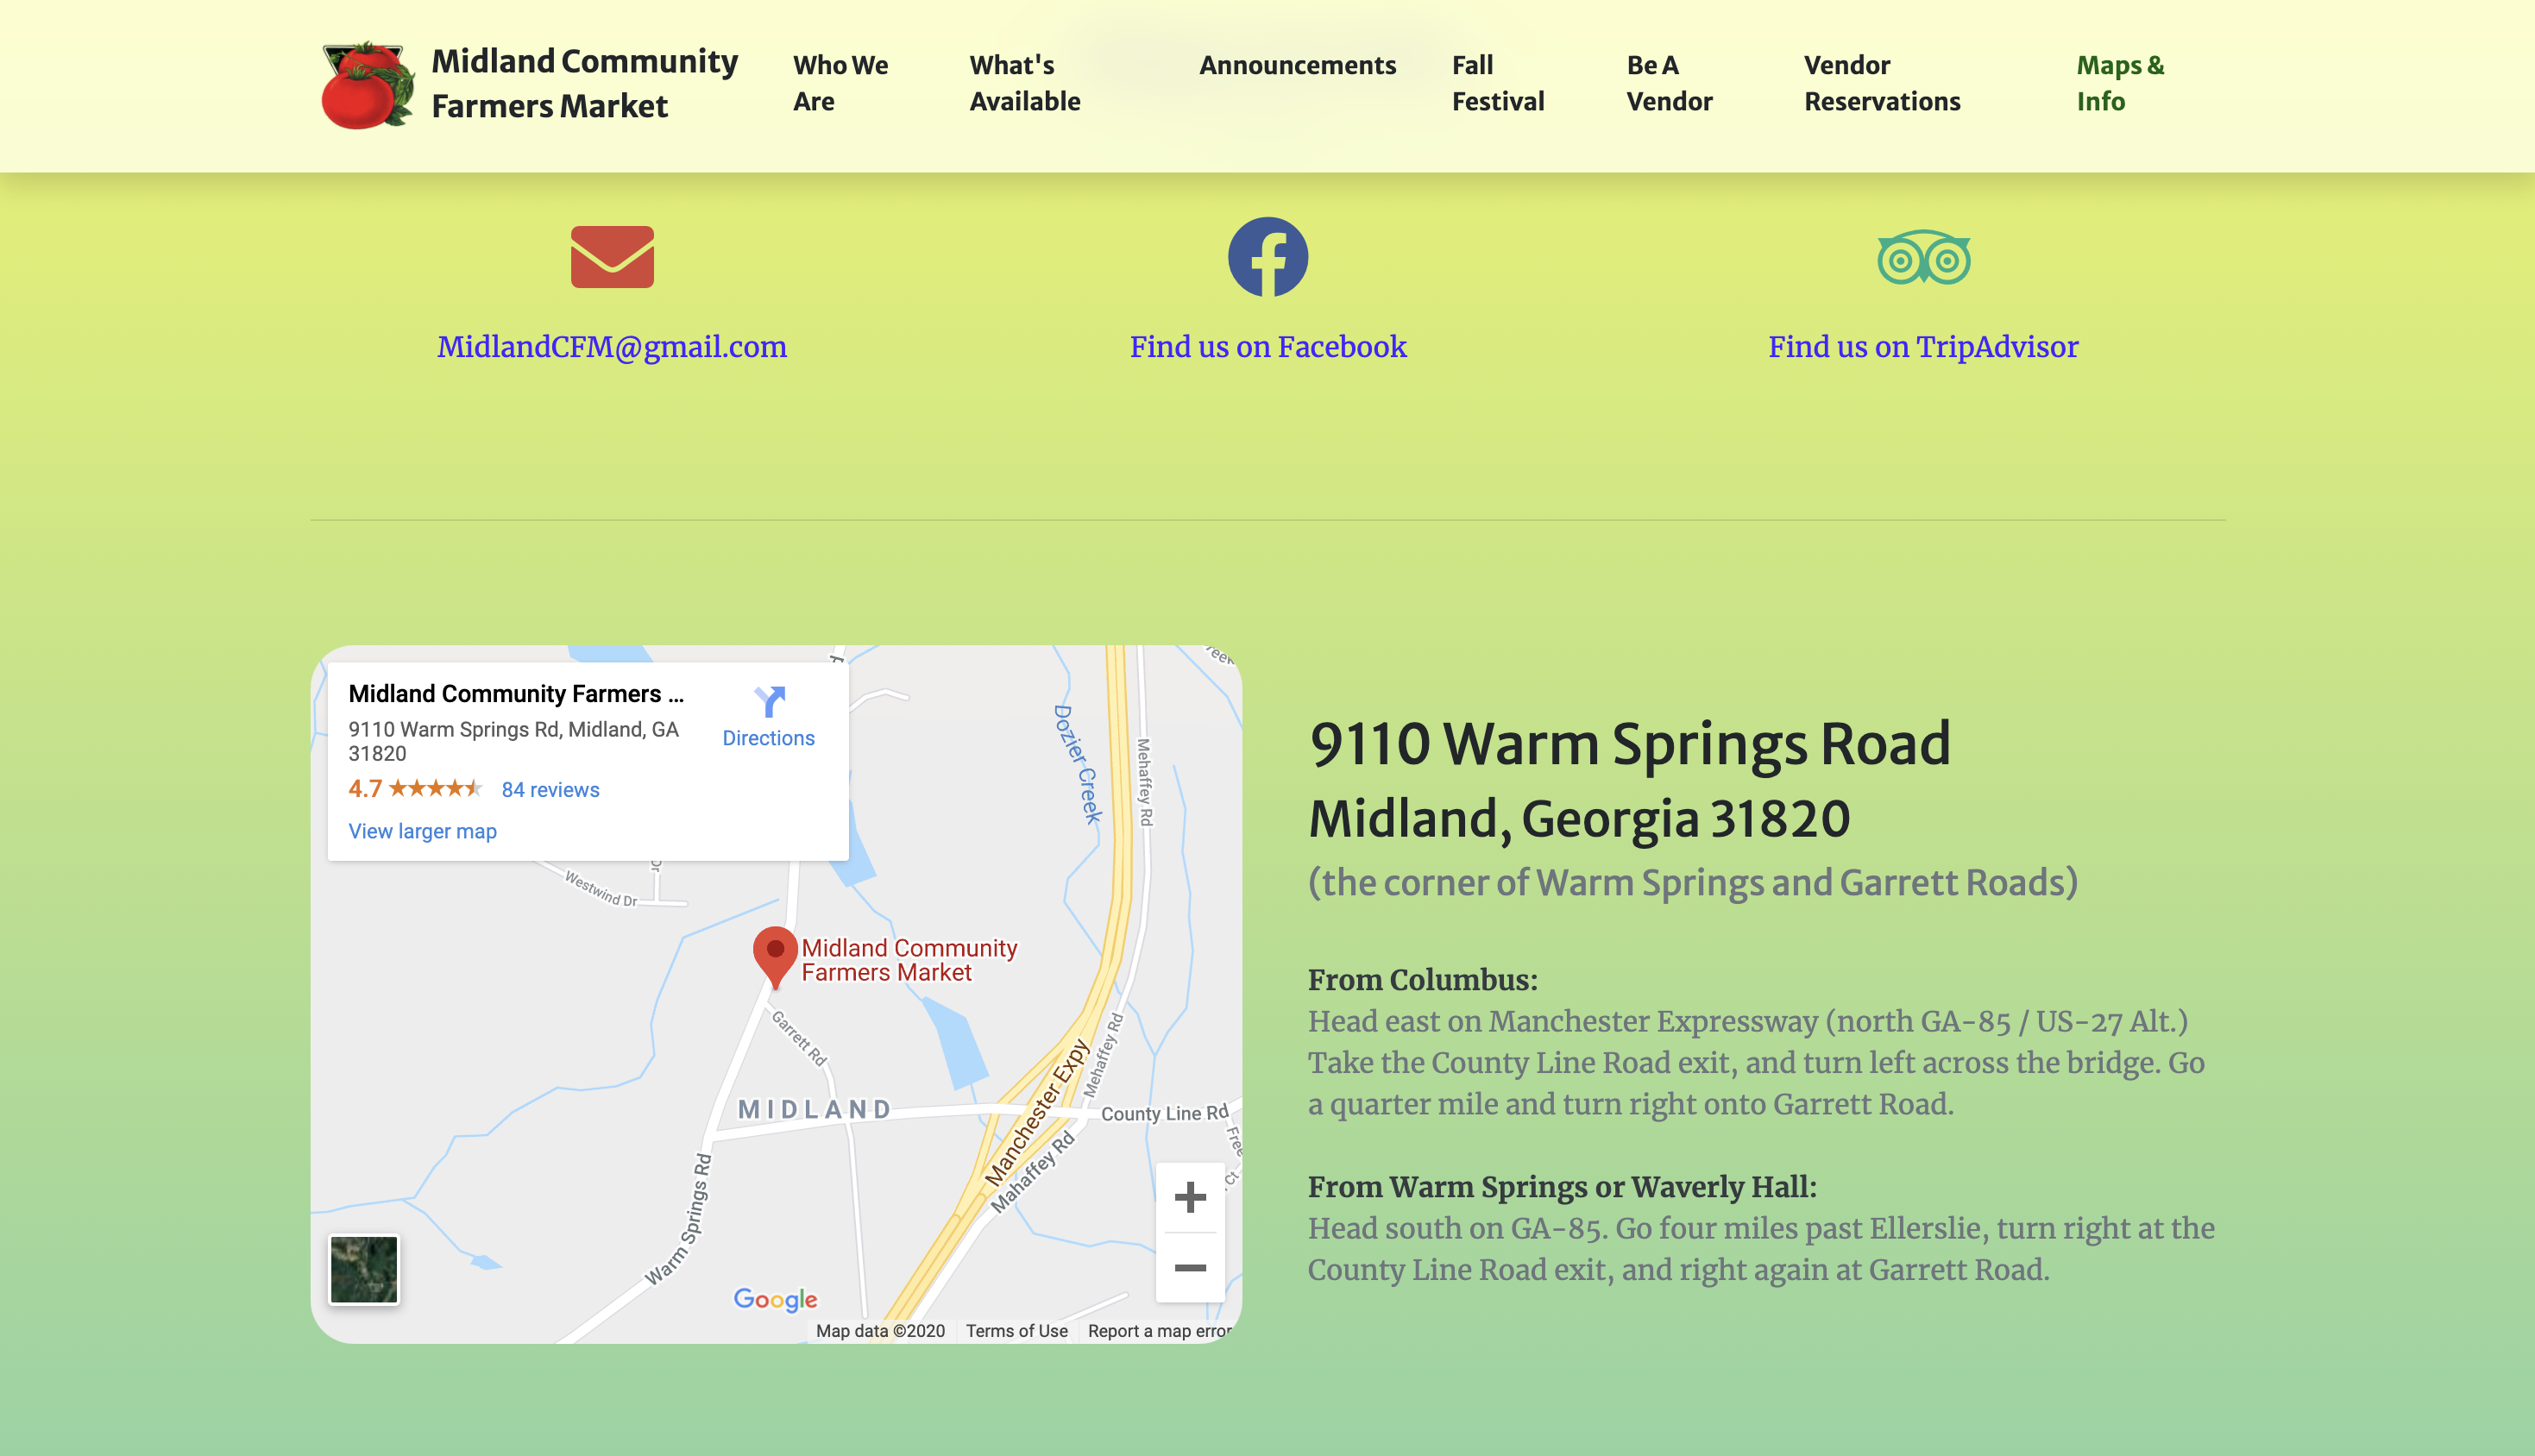 Midland Community
Farmers Market
Who We
Are
What's
Available
Announcements
Fall
Festival
Be A
Vendor
Vendor
Reservations
Maps &
Info
MidlandCFM@gmail.com
Find us on Facebook
Find us on TripAdvisor
Midland Community Farmers ...
9110 Warm Springs Rd, Midland, GA
31820
4.7
84 reviews
View larger map
Directions
Dozier Creek
Mehaffey Rd
Westwind Dr
Midland Community
Farmers Market
Garrett Rd
MIDLAND
Manchester Expy
Mehaffey Rd
County Line Rd
Mahaffey Rd
Warm Springs Rd
Google
Map data ©2020
Terms of Use
Report a map error
9110 Warm Springs Road
Midland, Georgia 31820
(the corner of Warm Springs and Garrett Roads)
From Columbus:
Head east on Manchester Expressway (north GA-85 / US-27 Alt.)
Take the County Line Road exit, and turn left across the bridge. Go
a quarter mile and turn right onto Garrett Road.
From Warm Springs or Waverly Hall:
Head south on GA-85. Go four miles past Ellerslie, turn right at the
County Line Road exit, and right again at Garrett Road.